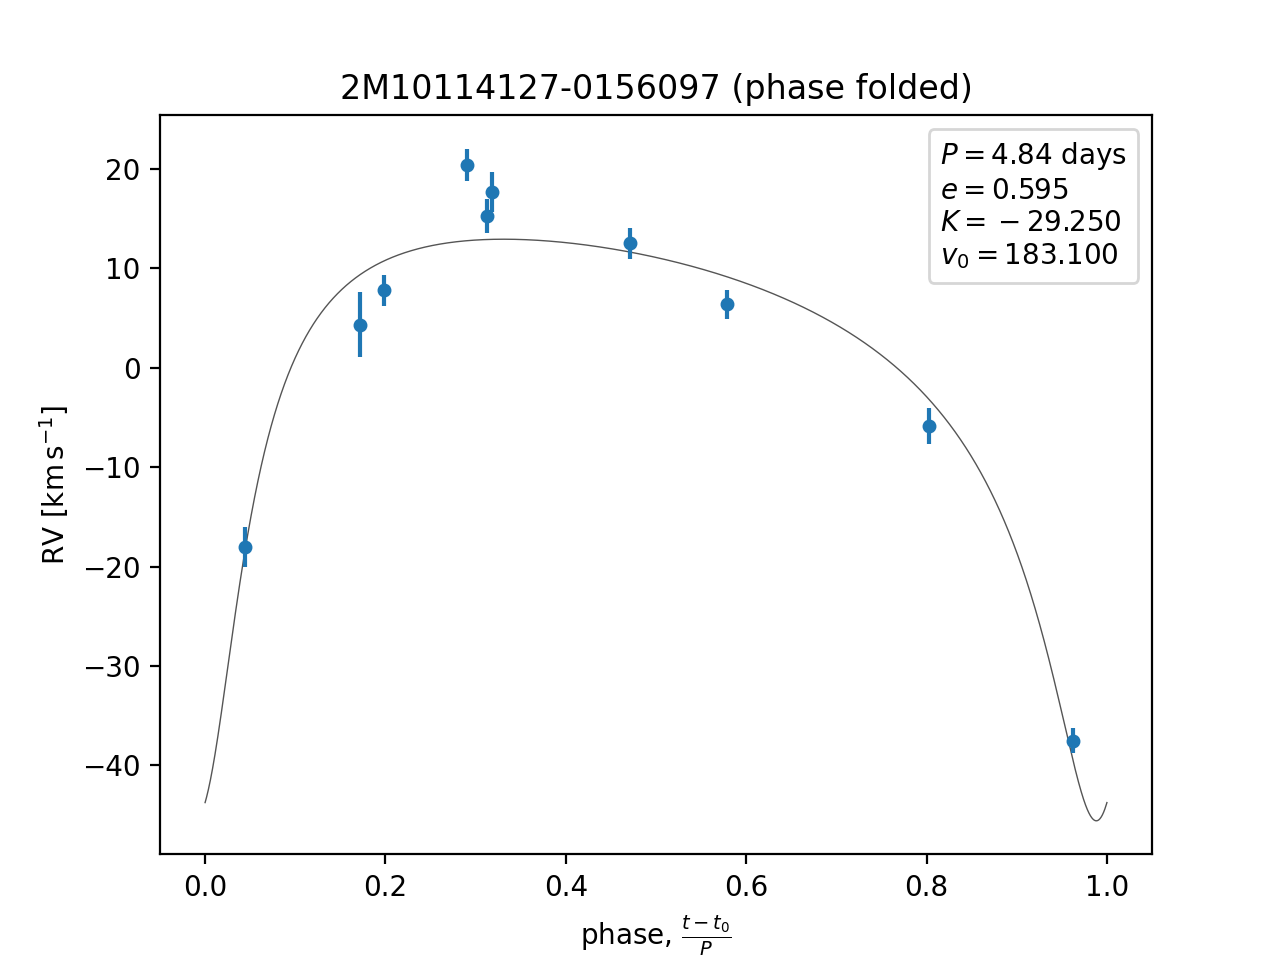 2M10114127-0156097 (phase folded)
P = 4.84 days
e = 0.595
K = −29.250
v₀ = 183.100
RV [km s⁻¹]
20
10
0
−10
−20
−30
−40
0.0 0.2 0.4 0.6 0.8 1.0
phase, (t − t₀)/P